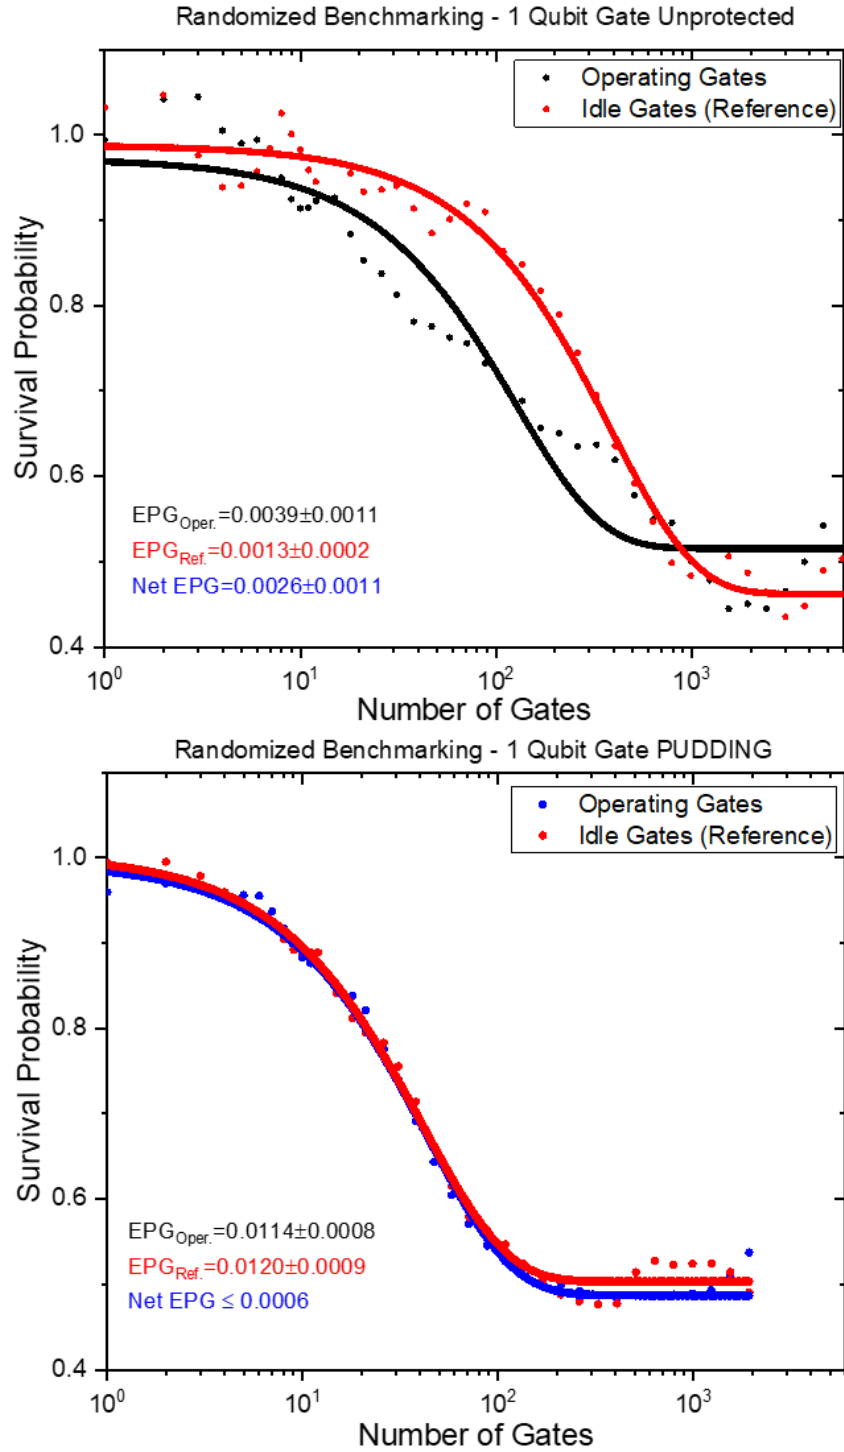 Randomized Benchmarking - 1 Qubit Gate Unprotected
Operating Gates
Idle Gates (Reference)
1.0
0.8
0.6
0.4
Survival Probability
EPG_Oper.=0.0039±0.0011
EPG_Ref.=0.0013±0.0002
Net EPG=0.0026±0.0011
10^0
10^1
10^2
10^3
Number of Gates
Randomized Benchmarking - 1 Qubit Gate PUDDING
Operating Gates
Idle Gates (Reference)
1.0
0.8
0.6
0.4
Survival Probability
EPG_Oper.=0.0114±0.0008
EPG_Ref.=0.0120±0.0009
Net EPG ≤ 0.0006
10^0
10^1
10^2
10^3
Number of Gates